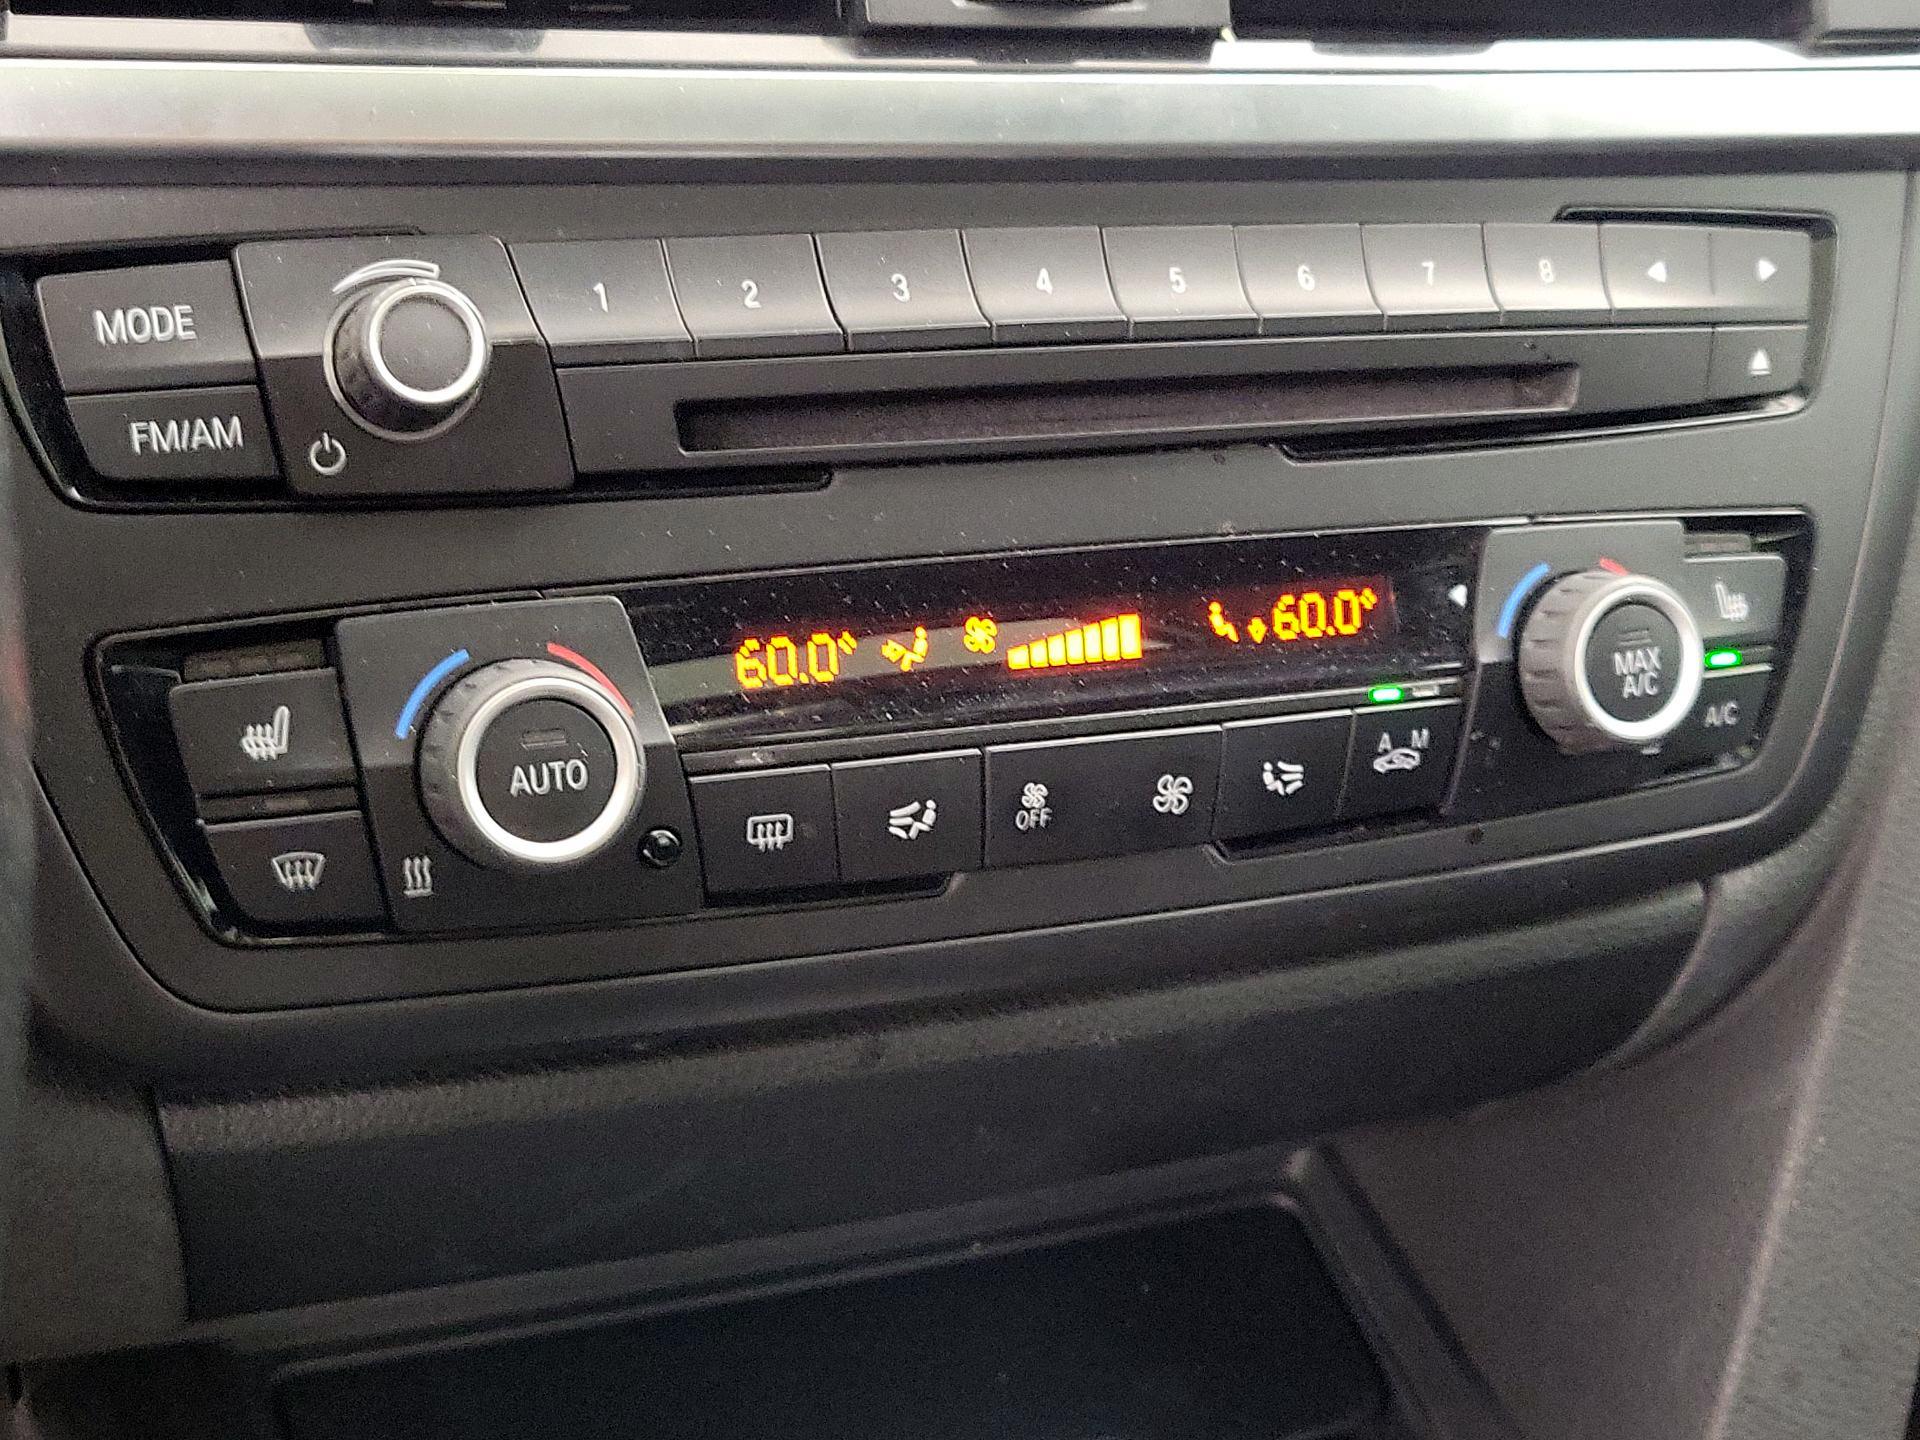 MODE
1 2 3 4 5 6 7 8
FM/AM
60.0°
60.0°
MAX
A/C
A/C
AUTO
OFF
A M